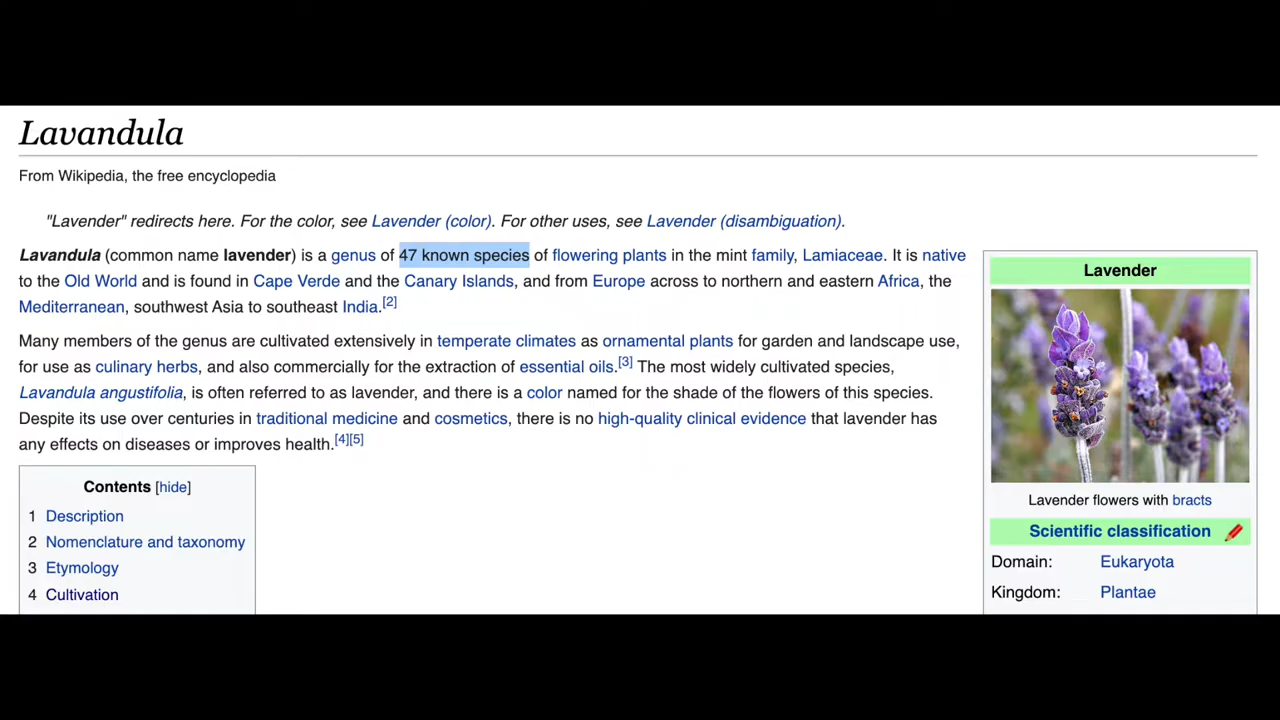 Lavandula
From Wikipedia, the free encyclopedia
"Lavender" redirects here. For the color, see Lavender (color). For other uses, see Lavender (disambiguation).
Lavandula (common name lavender) is a genus of 47 known species of flowering plants in the mint family, Lamiaceae. It is native
to the Old World and is found in Cape Verde and the Canary Islands, and from Europe across to northern and eastern Africa, the
Mediterranean, southwest Asia to southeast India.[2]
Many members of the genus are cultivated extensively in temperate climates as ornamental plants for garden and landscape use,
for use as culinary herbs, and also commercially for the extraction of essential oils.[3] The most widely cultivated species,
Lavandula angustifolia, is often referred to as lavender, and there is a color named for the shade of the flowers of this species.
Despite its use over centuries in traditional medicine and cosmetics, there is no high-quality clinical evidence that lavender has
any effects on diseases or improves health.[4][5]
Contents [hide]
1 Description
2 Nomenclature and taxonomy
3 Etymology
4 Cultivation
Lavender
Lavender flowers with bracts
Scientific classification
Domain: Eukaryota
Kingdom: Plantae